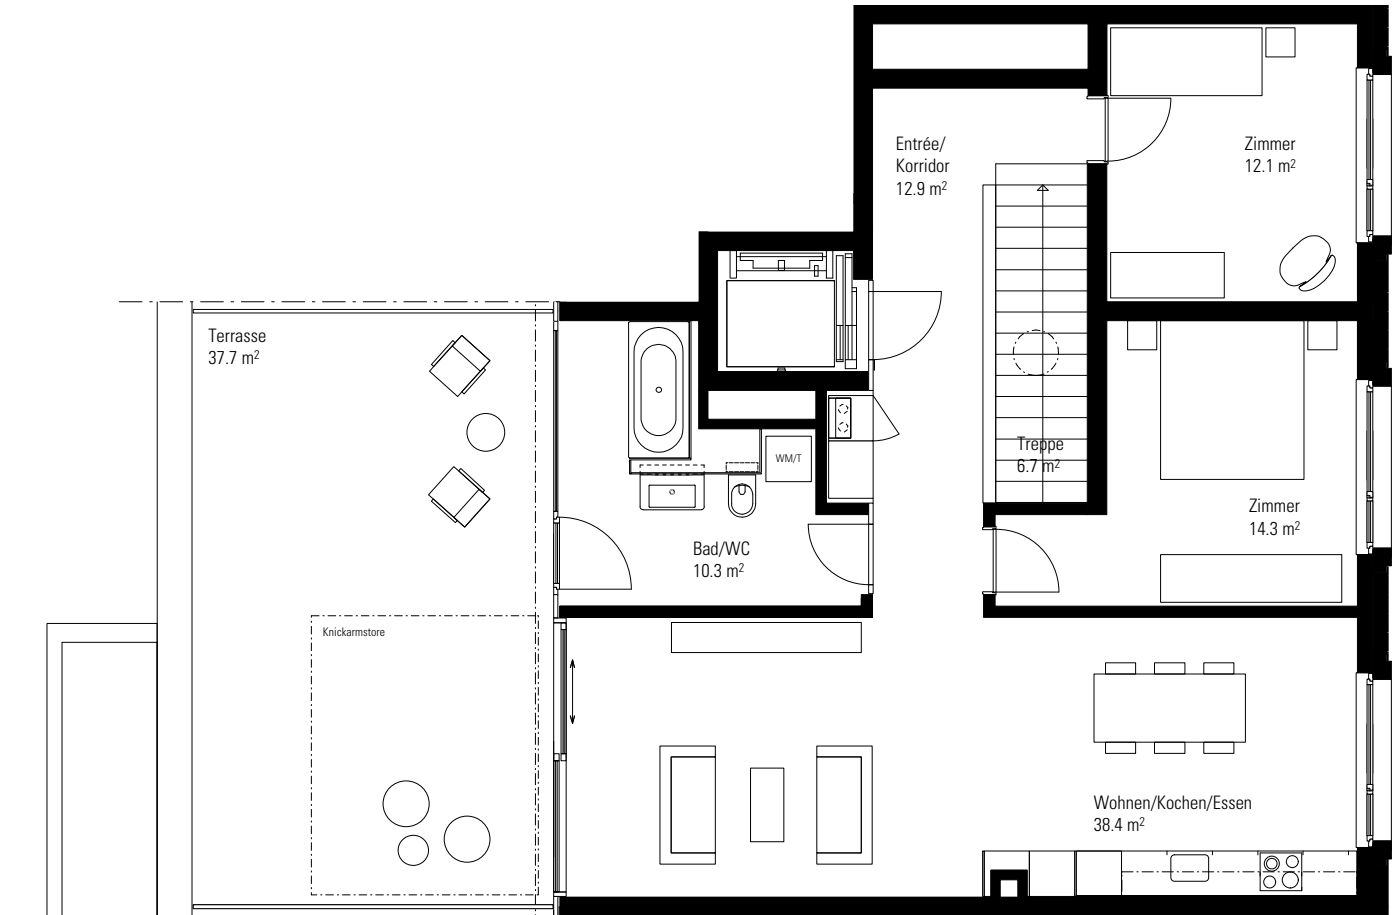 Entrée/
Korridor
12.9 m²
Zimmer
12.1 m²
Terrasse
37.7 m²
Treppe
6.7 m²
WM/T
Zimmer
14.3 m²
Bad/WC
10.3 m²
Knickarmstore
Wohnen/Kochen/Essen
38.4 m²